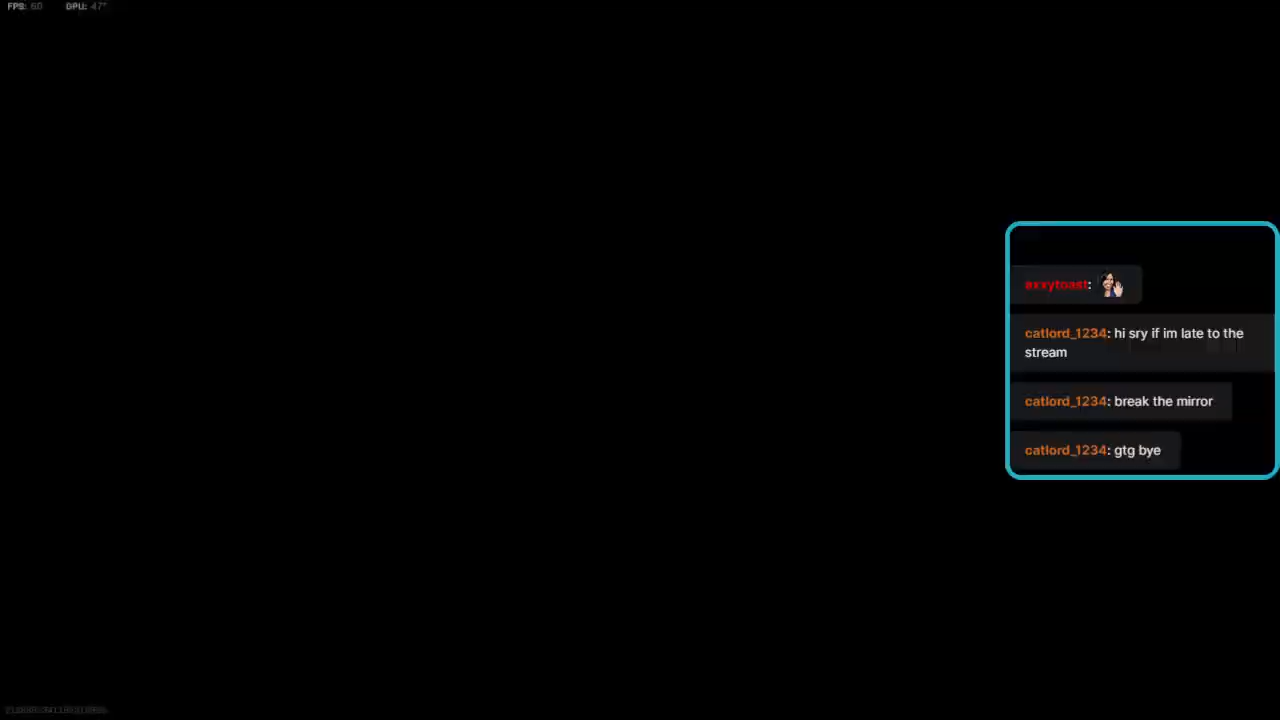 FPS: 60 GPU: 47°
axxytoast:
catlord_1234: hi sry if im late to the
stream
catlord_1234: break the mirror
catlord_1234: gtg bye